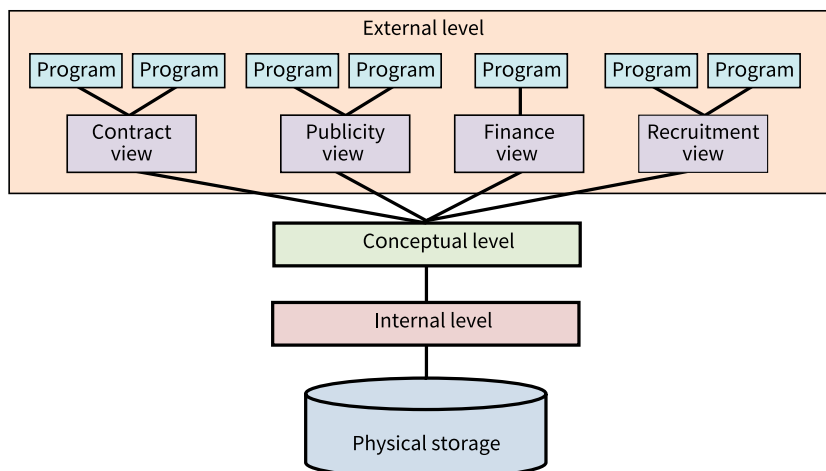 External level
Program Program Program Program Program Program Program
Contract view
Publicity view
Finance view
Recruitment view
Conceptual level
Internal level
Physical storage